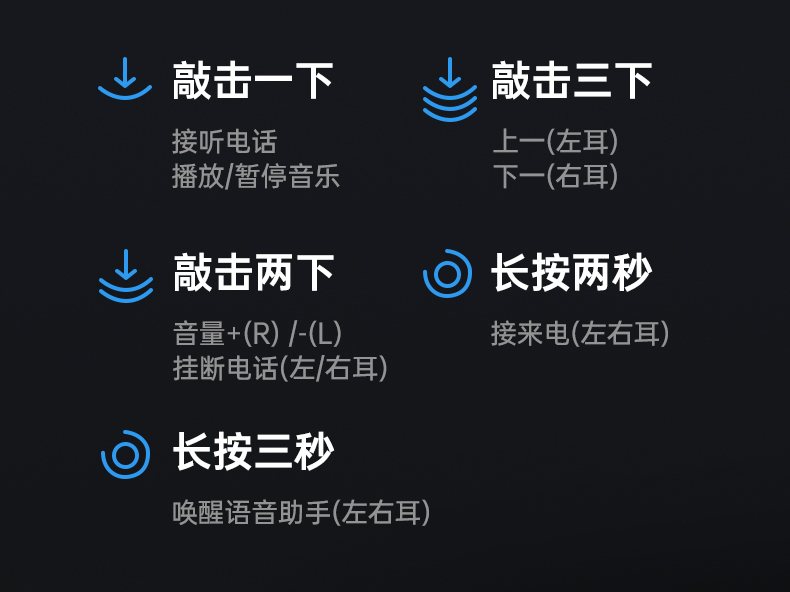 敲击一下
接听电话
播放/暂停音乐
敲击三下
上一(左耳)
下一(右耳)
敲击两下
音量+(R) /-(L)
挂断电话(左/右耳)
长按两秒
接来电(左右耳)
长按三秒
唤醒语音助手(左右耳)